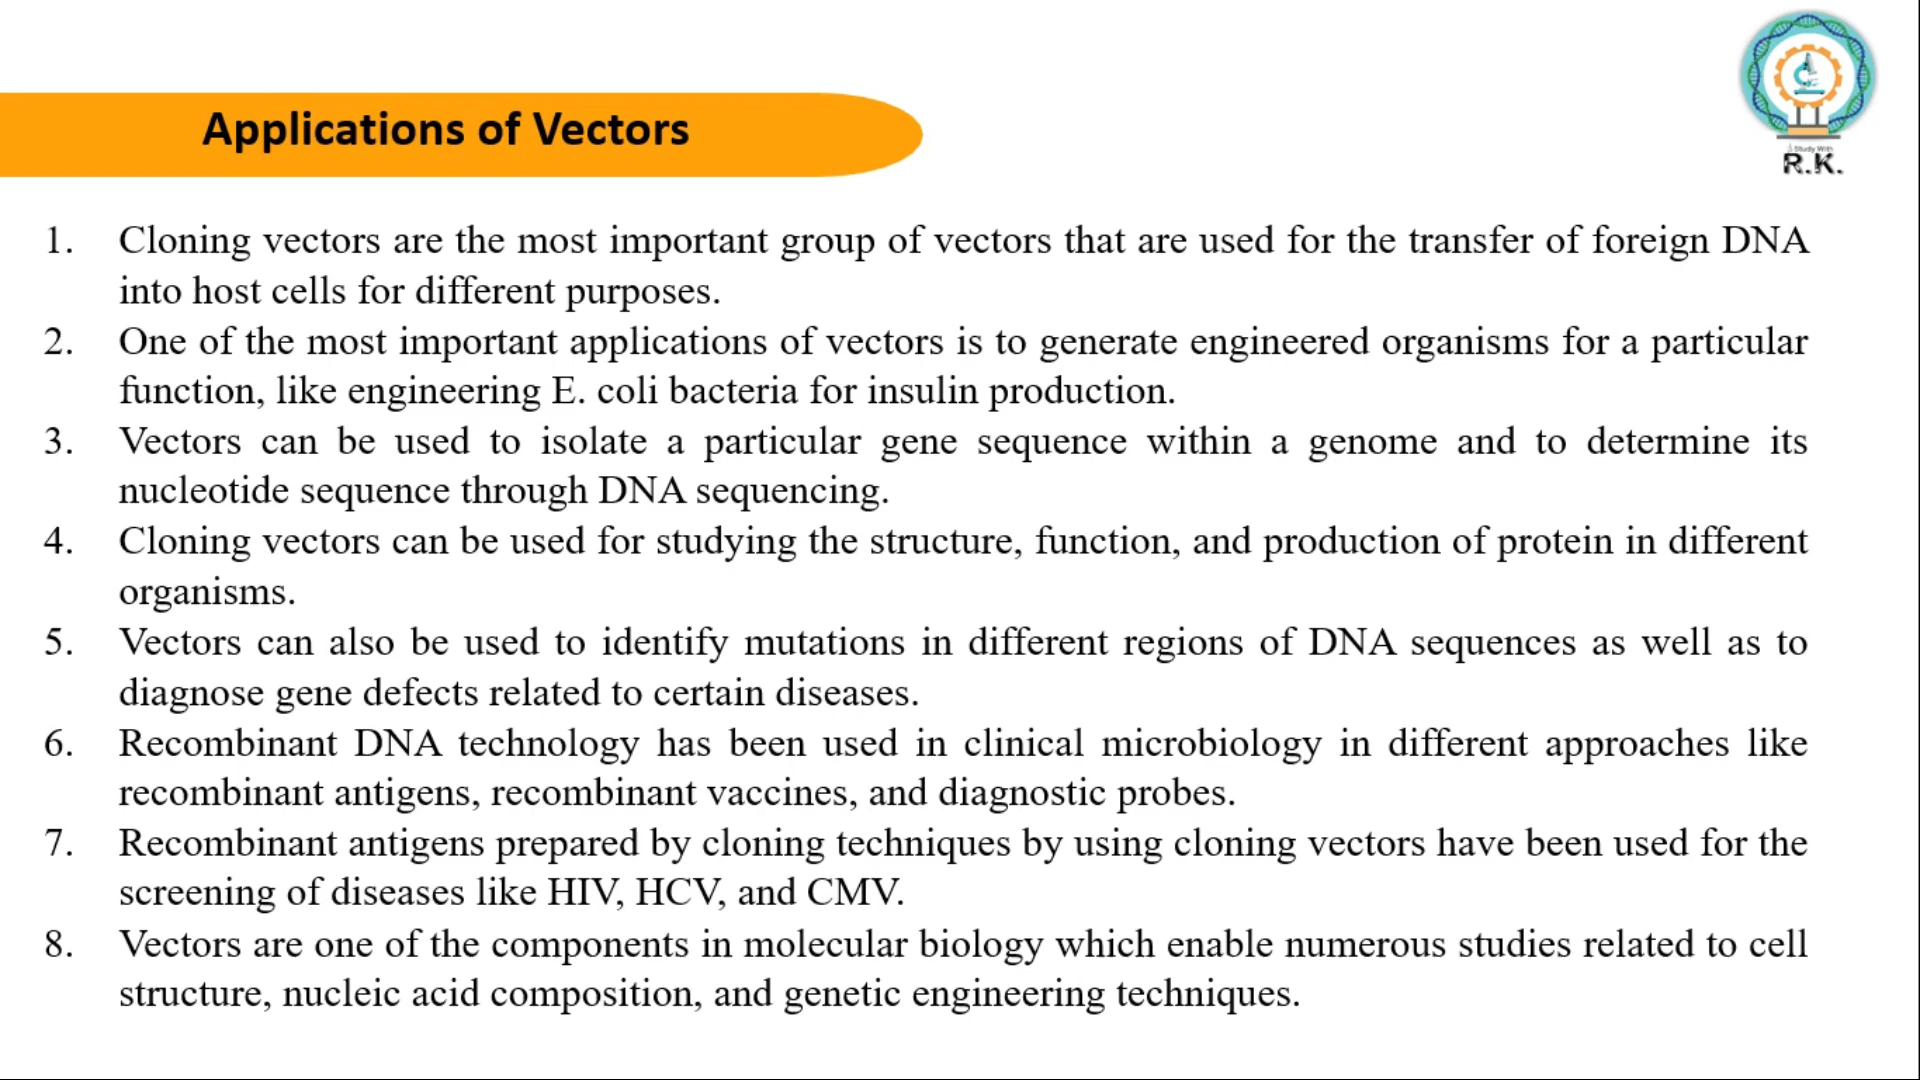 Applications of Vectors
Study With
R.K.
1. Cloning vectors are the most important group of vectors that are used for the transfer of foreign DNA
into host cells for different purposes.
2. One of the most important applications of vectors is to generate engineered organisms for a particular
function, like engineering E. coli bacteria for insulin production.
3. Vectors can be used to isolate a particular gene sequence within a genome and to determine its
nucleotide sequence through DNA sequencing.
4. Cloning vectors can be used for studying the structure, function, and production of protein in different
organisms.
5. Vectors can also be used to identify mutations in different regions of DNA sequences as well as to
diagnose gene defects related to certain diseases.
6. Recombinant DNA technology has been used in clinical microbiology in different approaches like
recombinant antigens, recombinant vaccines, and diagnostic probes.
7. Recombinant antigens prepared by cloning techniques by using cloning vectors have been used for the
screening of diseases like HIV, HCV, and CMV.
8. Vectors are one of the components in molecular biology which enable numerous studies related to cell
structure, nucleic acid composition, and genetic engineering techniques.